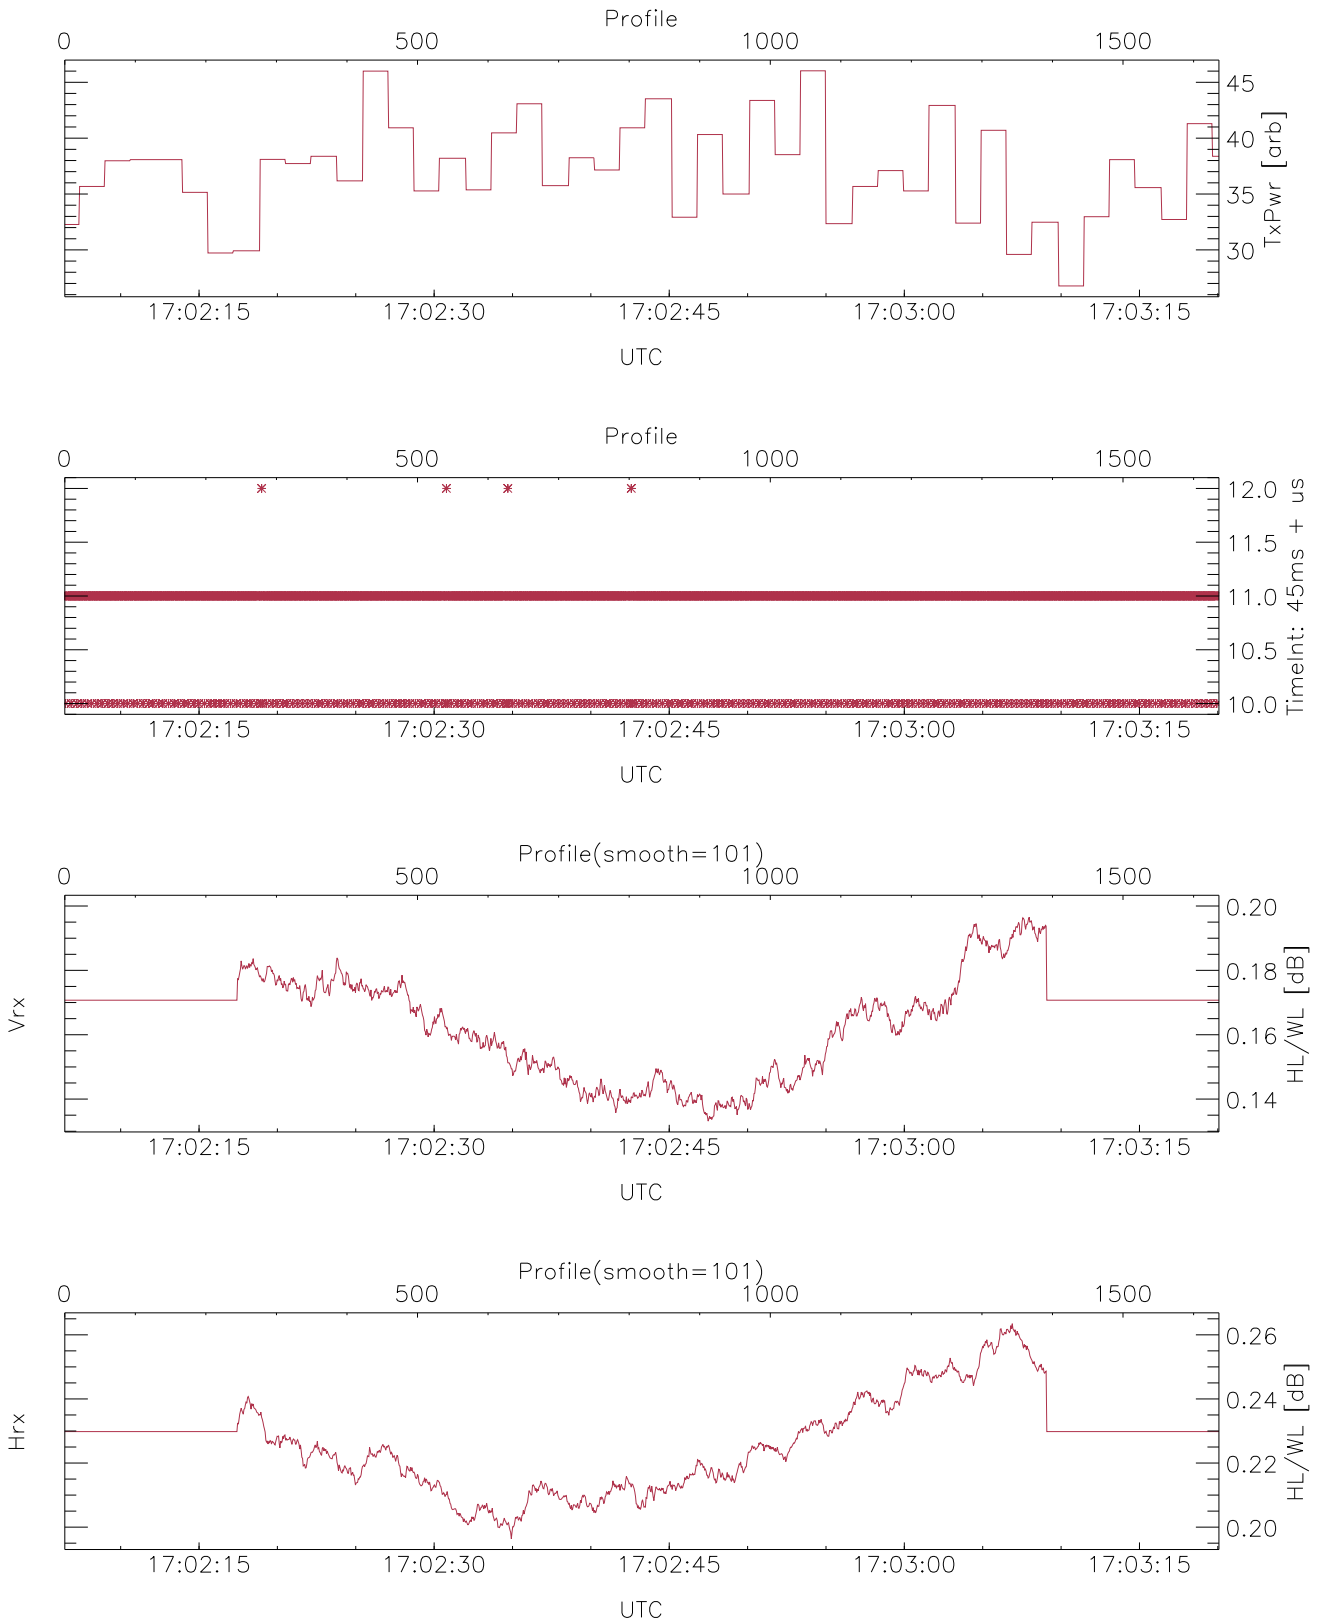 Profile
0 500 1000 1500
45
40
35
30
TxPwr [arb]
17:02:15 17:02:30 17:02:45 17:03:00 17:03:15
UTC
Profile
0 500 1000 1500
12.0
11.5
11.0
10.5
10.0
TimeInt: 45ms + us
17:02:15 17:02:30 17:02:45 17:03:00 17:03:15
UTC
Profile(smooth=101)
0 500 1000 1500
Vrx
0.20
0.18
0.16
0.14
HL/WL [dB]
17:02:15 17:02:30 17:02:45 17:03:00 17:03:15
UTC
Profile(smooth=101)
0 500 1000 1500
Hrx
0.26
0.24
0.22
0.20
HL/WL [dB]
17:02:15 17:02:30 17:02:45 17:03:00 17:03:15
UTC